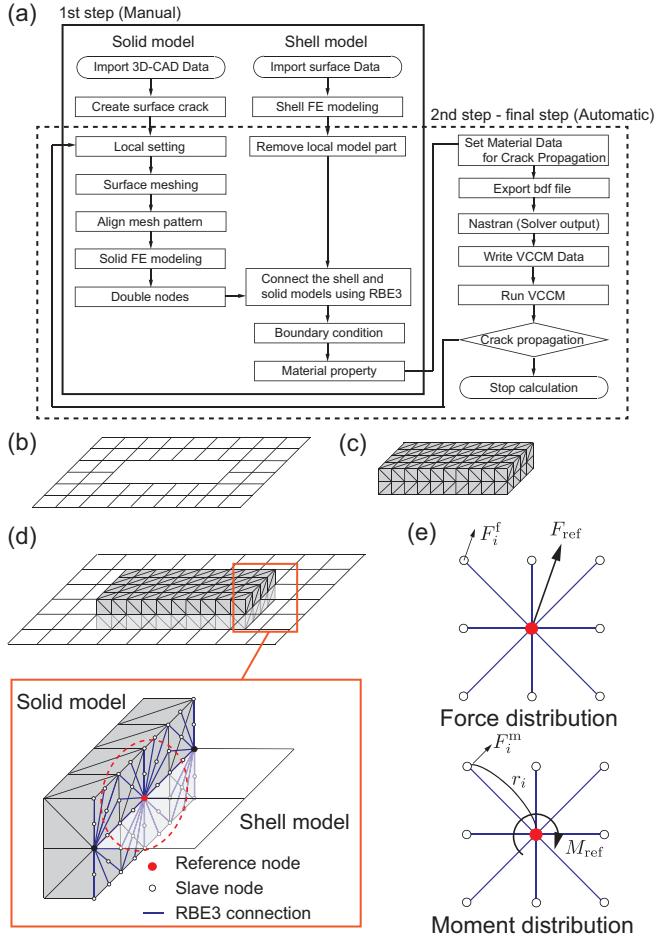 (a)
1st step (Manual)
Solid model
Shell model
Import 3D-CAD Data
Import surface Data
Create surface crack
Shell FE modeling
2nd step - final step (Automatic)
Local setting
Remove local model part
Set Material Data
for Crack Propagation
Surface meshing
Export bdf file
Align mesh pattern
Nastran (Solver output)
Solid FE modeling
Write VCCM Data
Double nodes
Connect the shell and
solid models using RBE3
Run VCCM
Boundary condition
Crack propagation
Material property
Stop calculation
(b)
(c)
(d)
(e)
F_i^f
F_ref
Force distribution
Solid model
Shell model
Reference node
Slave node
RBE3 connection
F_i^m
r_i
M_ref
Moment distribution